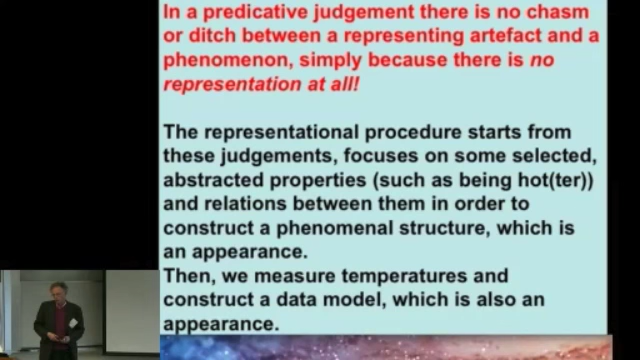 In a predicative judgement there is no chasm
or ditch between a representing artefact and a
phenomenon, simply because there is no
representation at all!
The representational procedure starts from
these judgements, focuses on some selected,
abstracted properties (such as being hot(ter))
and relations between them in order to
construct a phenomenal structure, which is
an appearance.
Then, we measure temperatures and
construct a data model, which is also an
appearance.